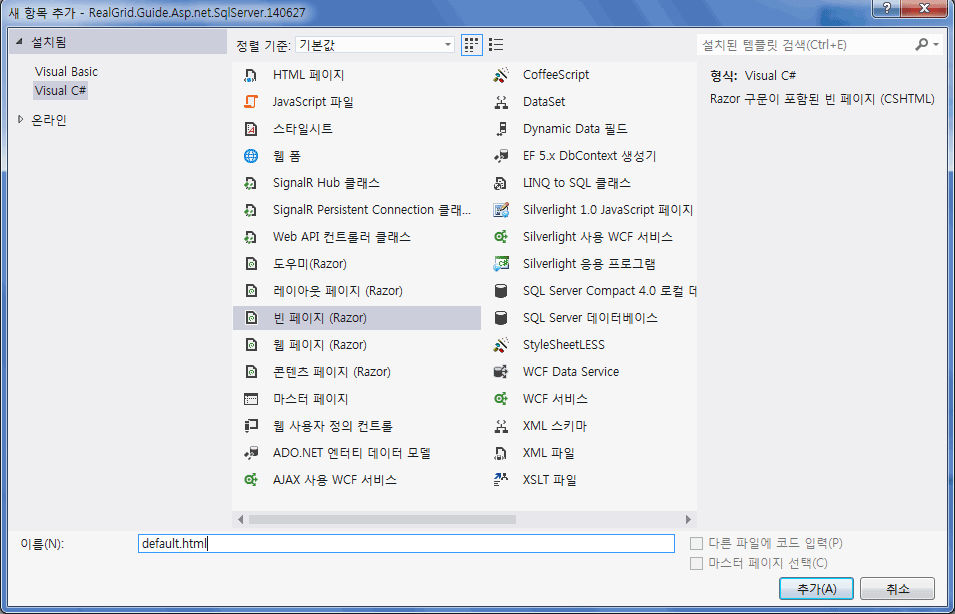 새 항목 추가 - RealGrid.Guide.Asp.net.SqlServer.140627
설치됨
Visual Basic
Visual C#
온라인
정렬 기준: 기본값
HTML 페이지
JavaScript 파일
스타일시트
웹 폼
SignalR Hub 클래스
SignalR Persistent Connection 클래...
Web API 컨트롤러 클래스
도우미(Razor)
레이아웃 페이지 (Razor)
빈 페이지 (Razor)
웹 페이지 (Razor)
콘텐츠 페이지 (Razor)
마스터 페이지
웹 사용자 정의 컨트롤
ADO.NET 엔터티 데이터 모델
AJAX 사용 WCF 서비스
CoffeeScript
DataSet
Dynamic Data 필드
EF 5.x DbContext 생성기
LINQ to SQL 클래스
Silverlight 1.0 JavaScript 페이지
Silverlight 사용 WCF 서비스
Silverlight 응용 프로그램
SQL Server Compact 4.0 로컬 데
SQL Server 데이터베이스
StyleSheetLESS
WCF Data Service
WCF 서비스
XML 스키마
XML 파일
XSLT 파일
설치된 템플릿 검색(Ctrl+E)
형식: Visual C#
Razor 구문이 포함된 빈 페이지 (CSHTML)
이름(N): default.html
다른 파일에 코드 입력(P)
마스터 페이지 선택(C)
추가(A) 취소